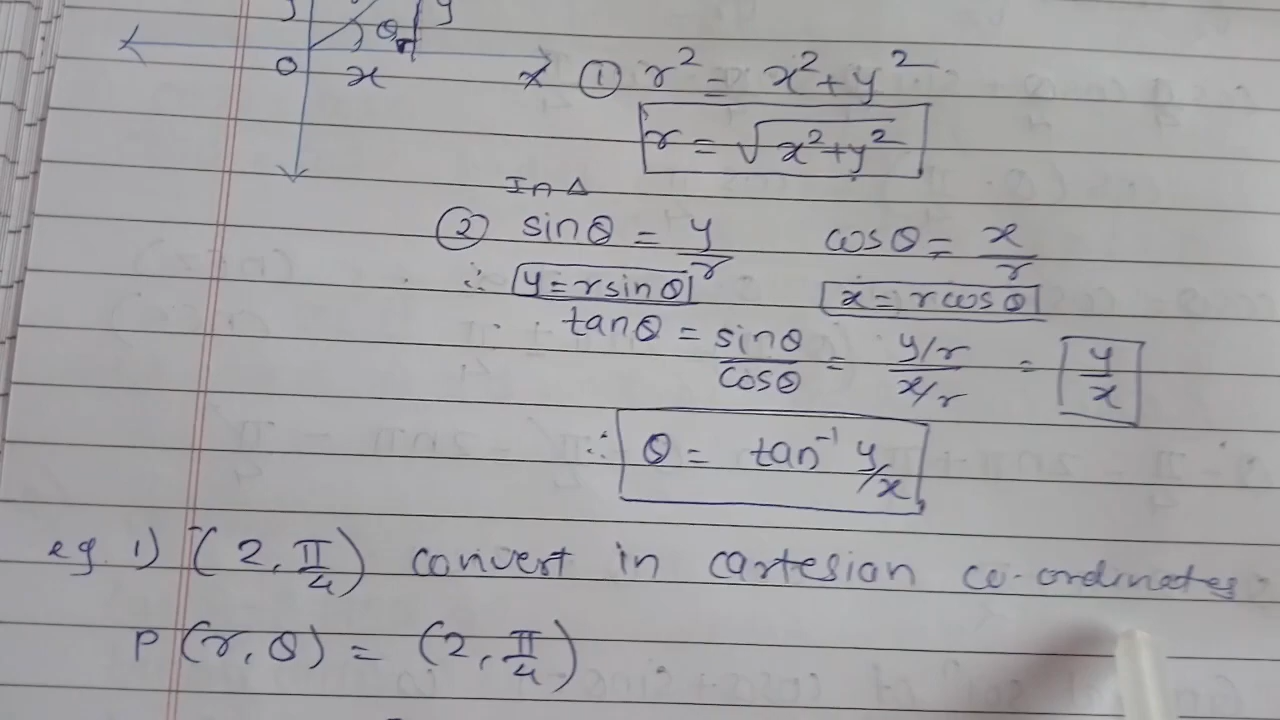 y θ y
O x x ① r² = x² + y²
r = √x²+y²
In Δ
② sinθ = y/r cosθ = x/r
∴ y = r sinθ x = r cosθ
tanθ = sinθ/cosθ = y/r / x/r = y/x
∴ θ = tan⁻¹ y/x
eg. 1) (2, π/4) convert in cartesian co-ordinates
P (r, θ) = (2, π/4)